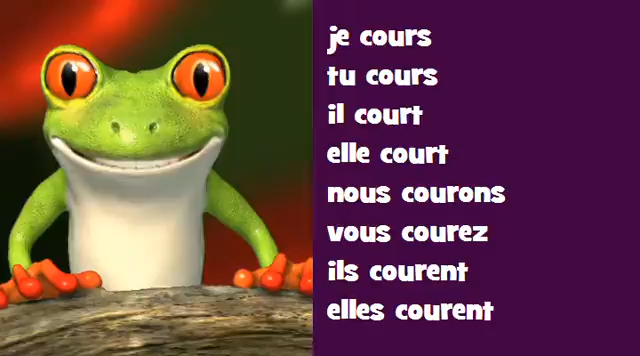 je cours
tu cours
il court
elle court
nous courons
vous courez
ils courent
elles courent